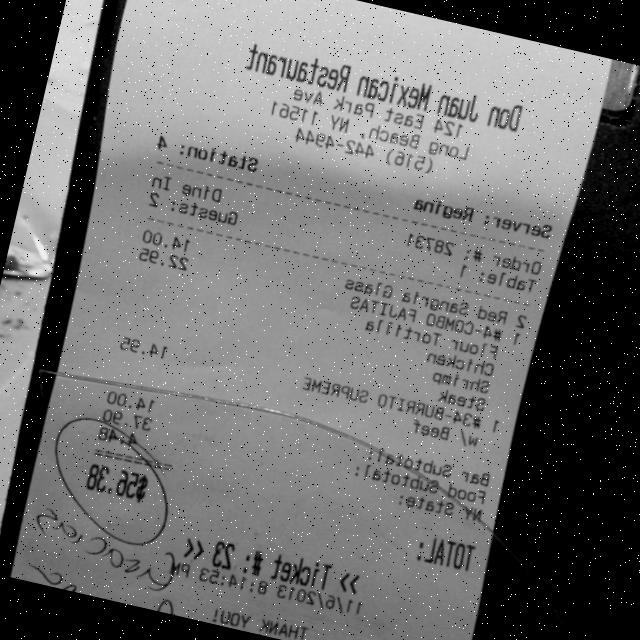 Don Juan Mexican Restaurant
124 East Park Ave
Long Beach, NY 11561
(516) 442-4944
Server: Regina Station: 4
Order #: 28731 Dine In
Table: 1 Guests: 2
2 Red Sangria Glass 14.00
1 #4-COMBO FAJITAS 22.95
Flour Tortilla
Chicken
Shrimp
Steak
1 #34-BURRITO SUPREME 14.95
w/ Beef
Bar Subtotal: 14.00
Food Subtotal: 37.90
NY State: 4.48
TOTAL: $56.38
>> Ticket #: 23 <<
11/6/2013 8:14:53 PM
THANK YOU!